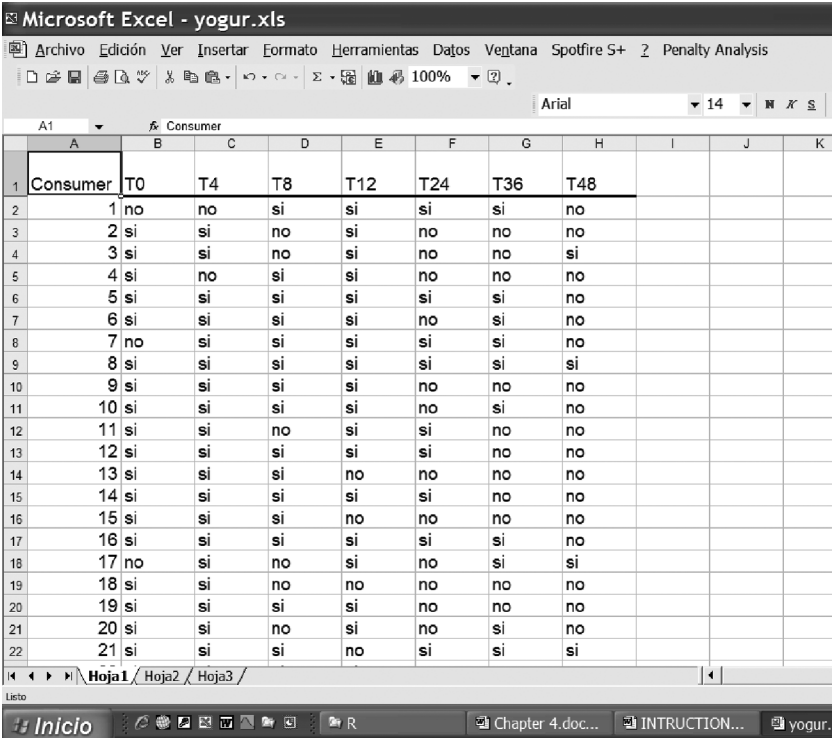 Microsoft Excel - yogur.xls
Archivo Edición Ver Insertar Formato Herramientas Datos Ventana Spotfire S+ ? Penalty Analysis
100%
Arial 14 N K S
A1 fx Consumer
A B C D E F G H I J K
1 Consumer T0 T4 T8 T12 T24 T36 T48
2 1 no no si si si si no
3 2 si si no si no no no
4 3 si si no si no no si
5 4 si no si si no no no
6 5 si si si si si si no
7 6 si si si si no si no
8 7 no si si si si si no
9 8 si si si si si si si
10 9 si si si si no no no
11 10 si si si si no si no
12 11 si si no si si no no
13 12 si si si si si no no
14 13 si si si no no no no
15 14 si si si si si no no
16 15 si si si no no no no
17 16 si si si si si si no
18 17 no si no si no si si
19 18 si si no no no no no
20 19 si si si si no no no
21 20 si si no si no si no
22 21 si si si no si si si
Hoja1 / Hoja2 / Hoja3 /
Listo
Inicio R Chapter 4.doc... INTRUCTION... yogur.